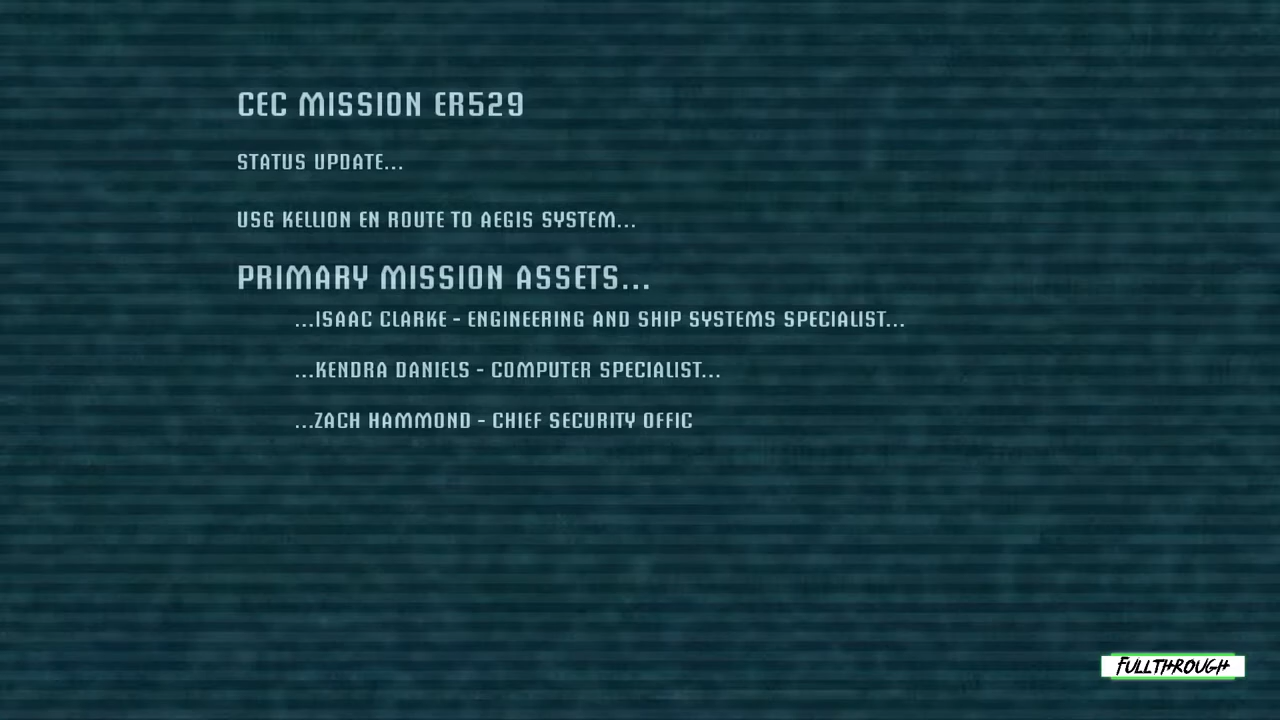 CEC MISSION ER529
STATUS UPDATE...
USG KELLION EN ROUTE TO AEGIS SYSTEM...
PRIMARY MISSION ASSETS...
...ISAAC CLARKE - ENGINEERING AND SHIP SYSTEMS SPECIALIST...
...KENDRA DANIELS - COMPUTER SPECIALIST...
...ZACH HAMMOND - CHIEF SECURITY OFFIC
FULLTHROUGH